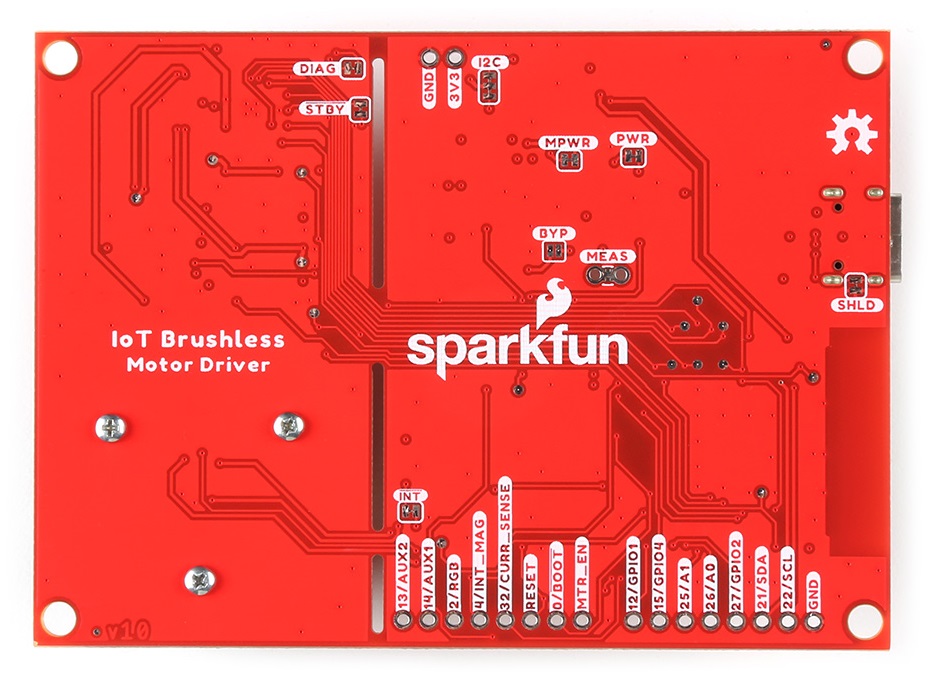 DIAG
STBY
GND
3V3
I2C
MPWR
PWR
BYP
MEAS
SHLD
IoT Brushless
Motor Driver
sparkfun
INT
13/AUX2
14/AUX1
2/RGB
4/INT_MAG
32/CURR_SENSE
RESET
0/BOOT
MTR_EN
12/GPIO1
15/GPIO4
25/A1
26/A0
27/GPIO2
21/SDA
22/SCL
GND
v10